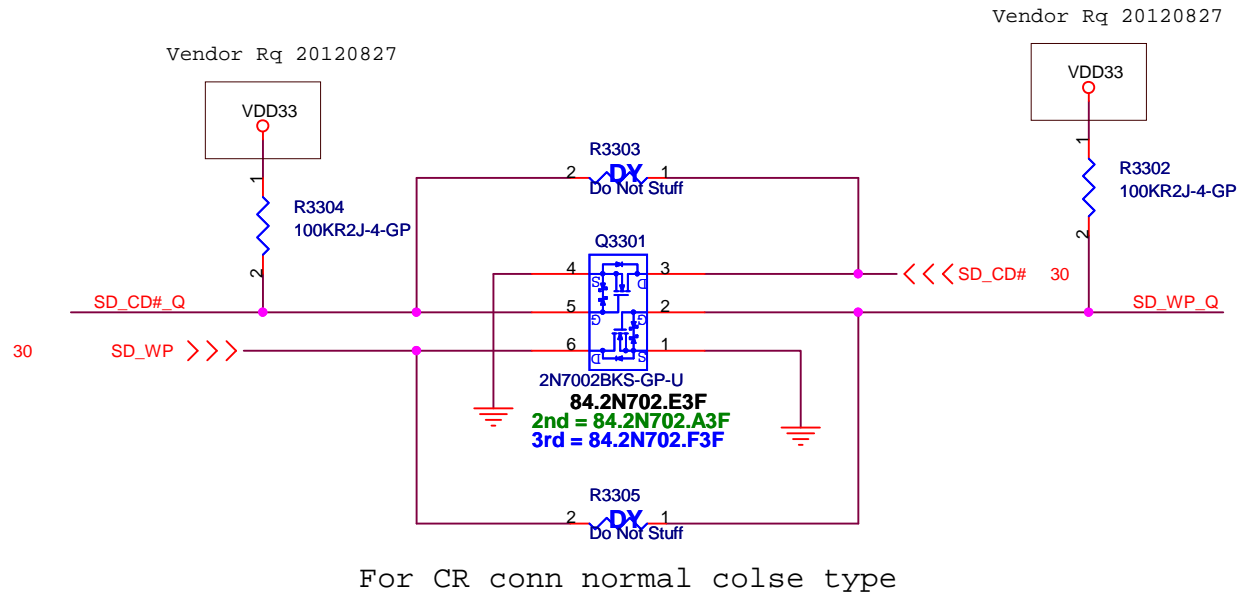 Vendor Rq 20120827
Vendor Rq 20120827
VDD33
VDD33
R3303
2 DY 1
Do Not Stuff
1
R3304
100KR2J-4-GP
2
1
R3302
100KR2J-4-GP
2
Q3301
4 S D 3
SD_CD# 30
SD_CD#_Q
5 G G 2
SD_WP_Q
30 SD_WP
6 D S 1
2N7002BKS-GP-U
84.2N702.E3F
2nd = 84.2N702.A3F
3rd = 84.2N702.F3F
R3305
2 DY 1
Do Not Stuff
For CR conn normal colse type